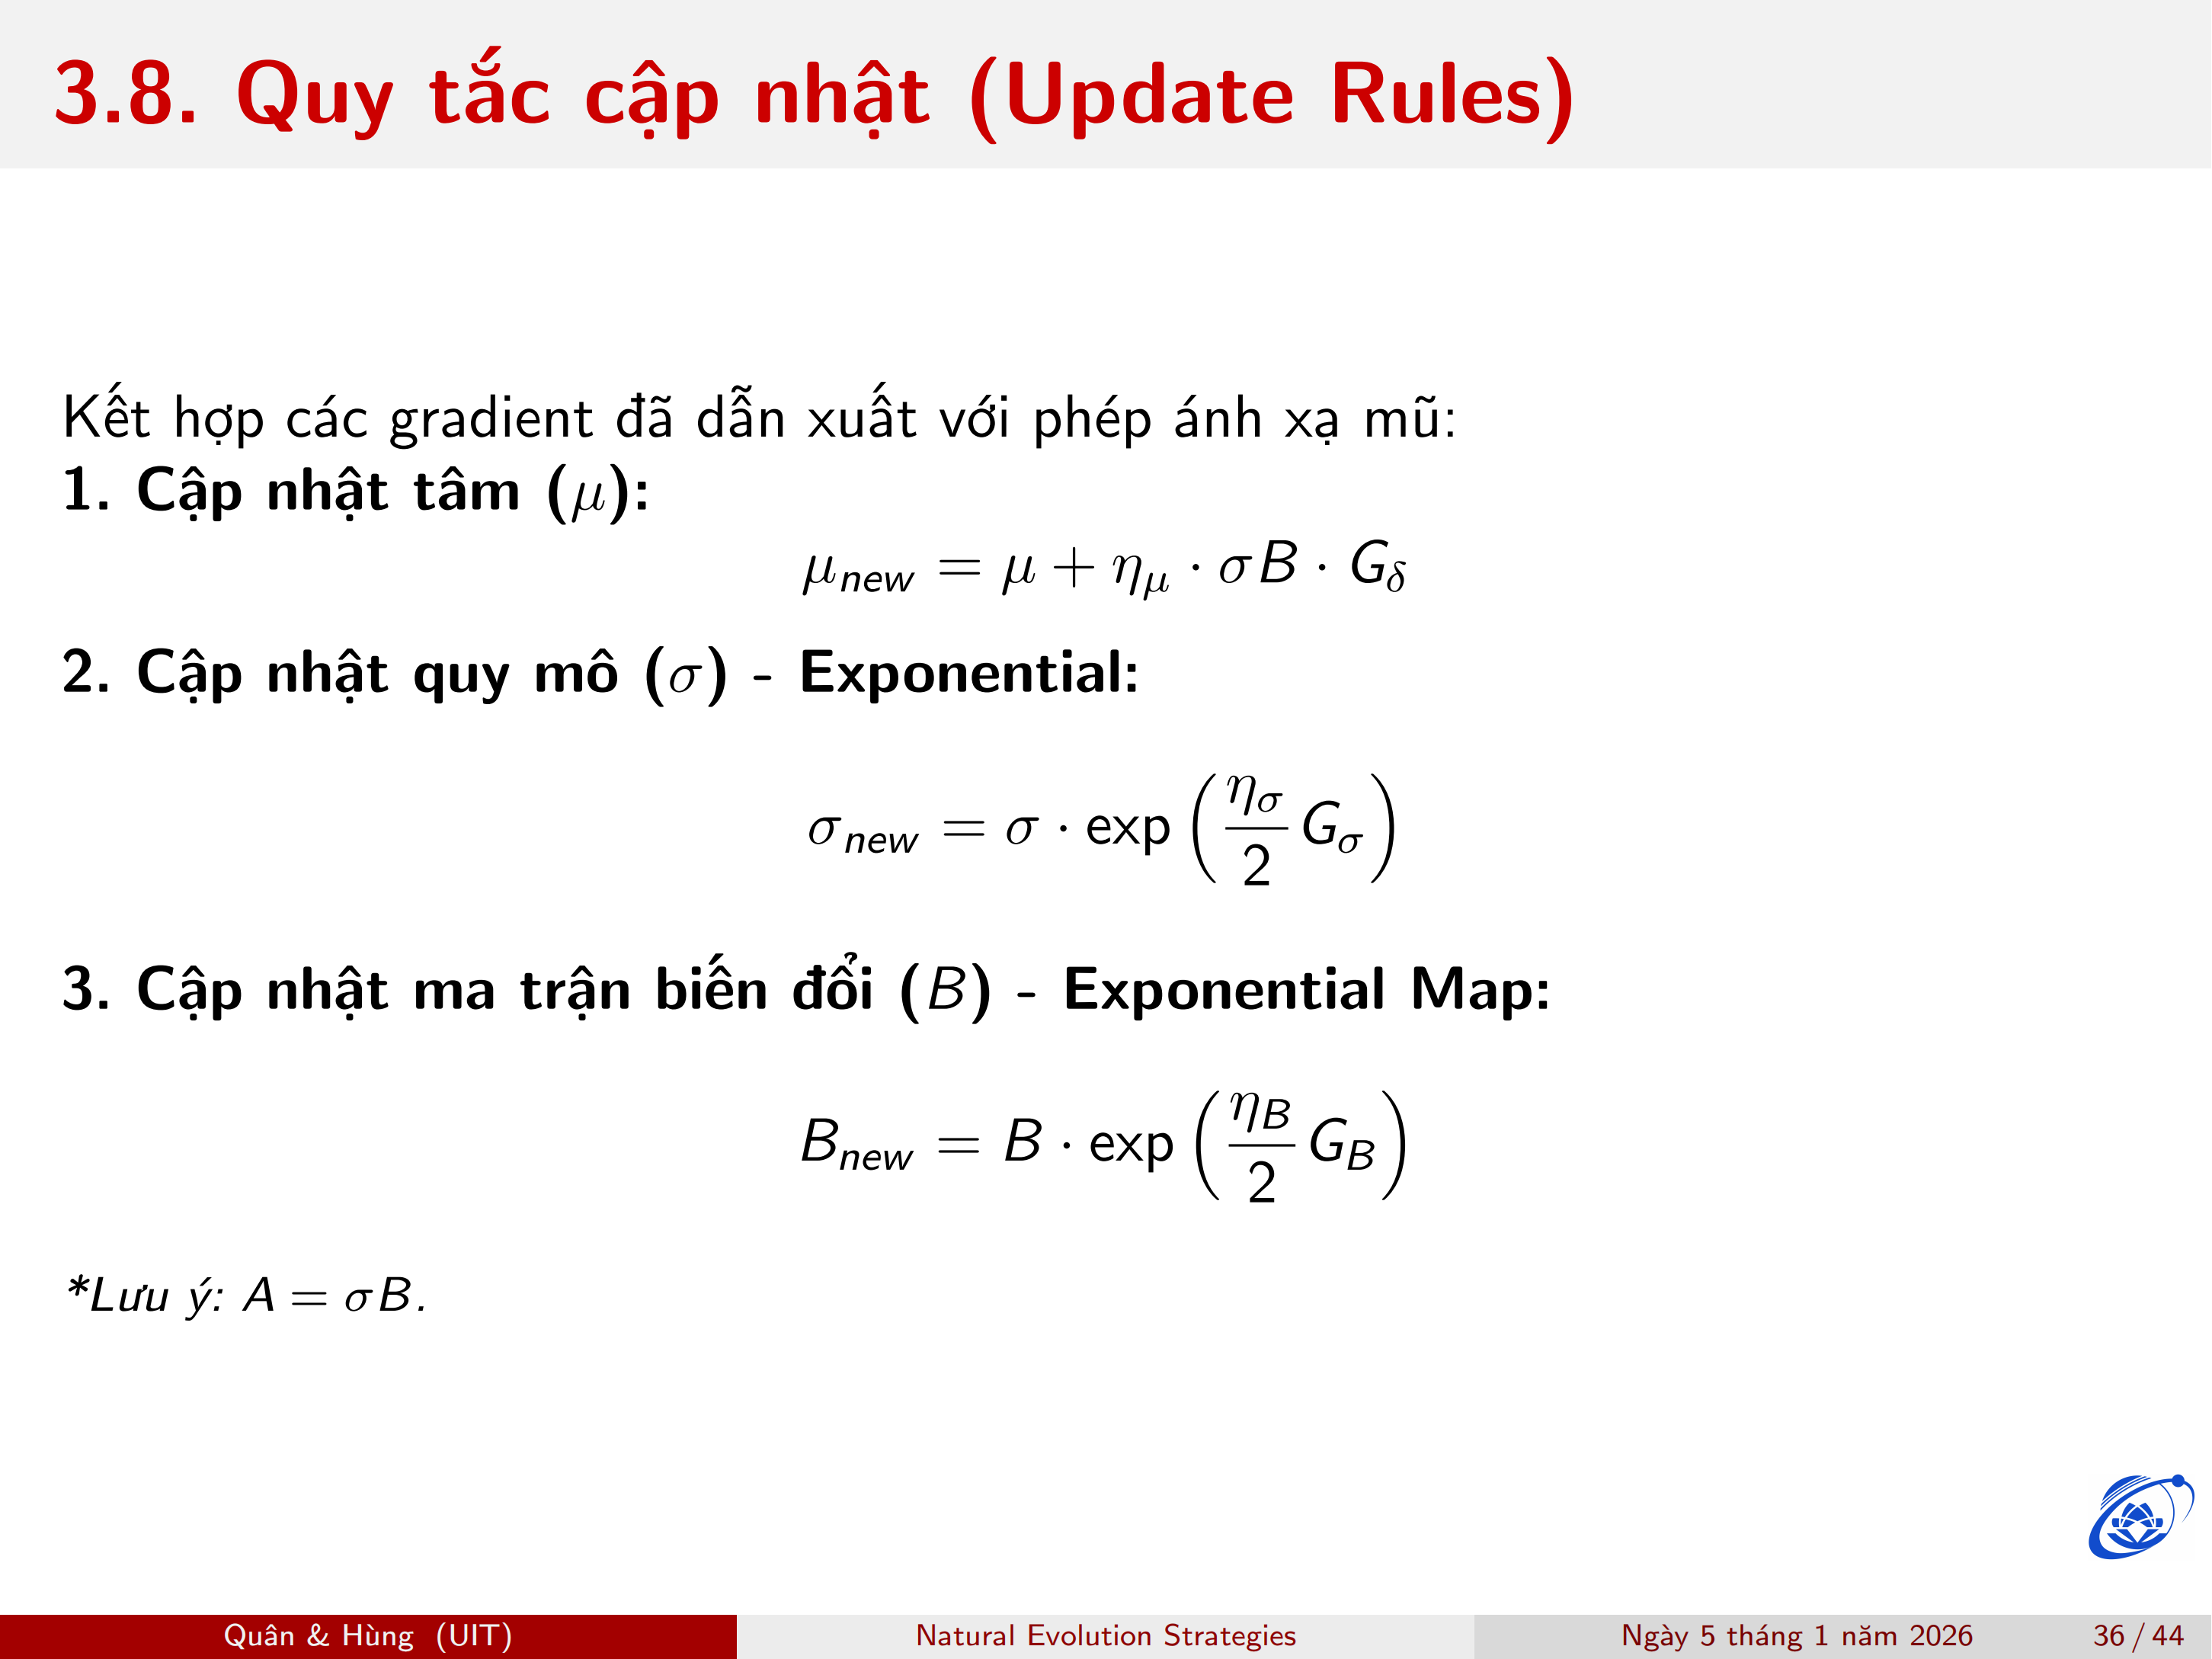 3.8. Quy tắc cập nhật (Update Rules)
Kết hợp các gradient đã dẫn xuất với phép ánh xạ mũ:
1. Cập nhật tâm (μ):
μ_new = μ + η_μ · σB · G_δ
2. Cập nhật quy mô (σ) - Exponential:
σ_new = σ · exp(η_σ/2 G_σ)
3. Cập nhật ma trận biến đổi (B) - Exponential Map:
B_new = B · exp(η_B/2 G_B)
*Lưu ý: A = σB.
Quân & Hùng (UIT) Natural Evolution Strategies Ngày 5 tháng 1 năm 2026 36 / 44